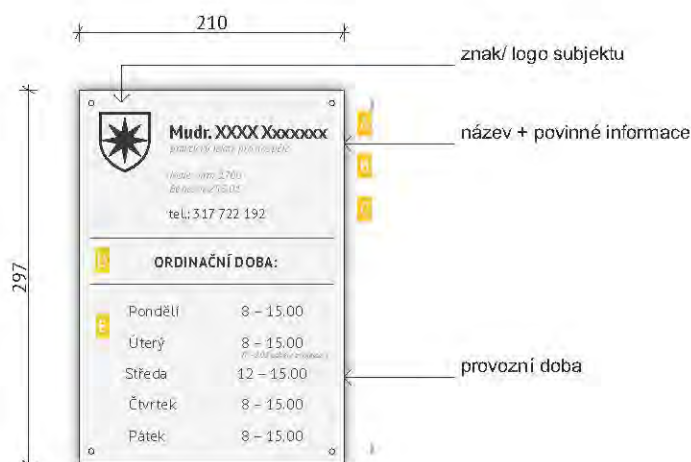 210
znak/ logo subjektu
Mudr. XXXX Xxxxxxx
název + povinné informace
tel.: 317 722 192
297
D
ORDINAČNÍ DOBA:
E
Pondělí 8 – 15.00
Úterý 8 – 15.00
Středa 12 – 15.00
provozní doba
Čtvrtek 8 – 15.00
Pátek 8 – 15.00